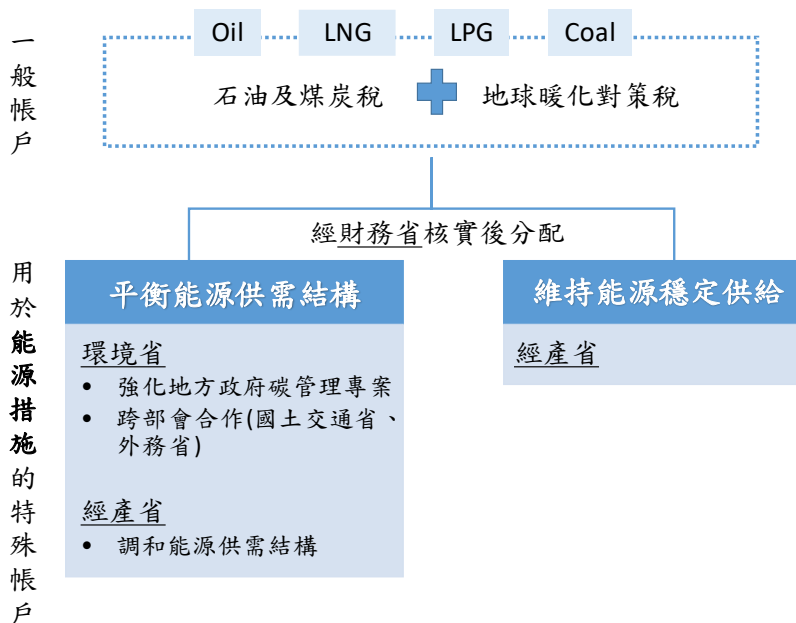 一般帳戶
Oil
LNG
LPG
Coal
石油及煤炭稅
地球暖化對策稅
經財務省核實後分配
用於能源措施的特殊帳戶
平衡能源供需結構
環境省
• 強化地方政府碳管理專案
• 跨部會合作(國土交通省、
外務省)
經產省
• 調和能源供需結構
維持能源穩定供給
經產省